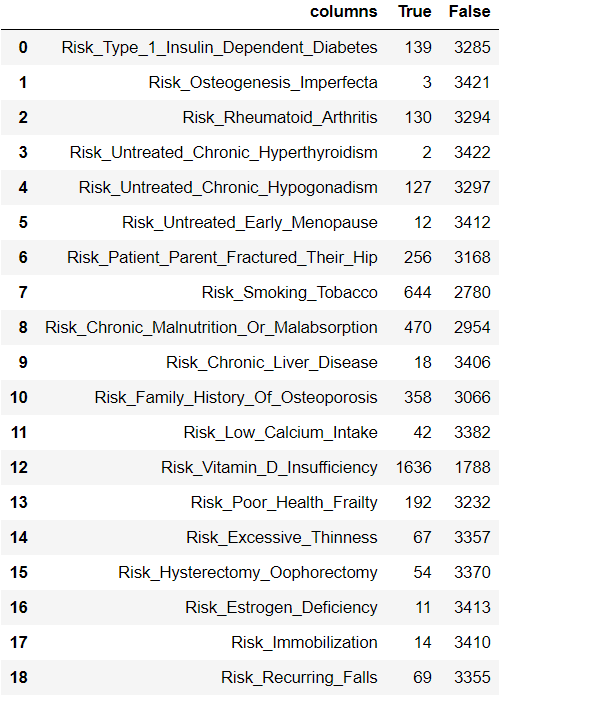 columns True False
0 Risk_Type_1_Insulin_Dependent_Diabetes 139 3285
1 Risk_Osteogenesis_Imperfecta 3 3421
2 Risk_Rheumatoid_Arthritis 130 3294
3 Risk_Untreated_Chronic_Hyperthyroidism 2 3422
4 Risk_Untreated_Chronic_Hypogonadism 127 3297
5 Risk_Untreated_Early_Menopause 12 3412
6 Risk_Patient_Parent_Fractured_Their_Hip 256 3168
7 Risk_Smoking_Tobacco 644 2780
8 Risk_Chronic_Malnutrition_Or_Malabsorption 470 2954
9 Risk_Chronic_Liver_Disease 18 3406
10 Risk_Family_History_Of_Osteoporosis 358 3066
11 Risk_Low_Calcium_Intake 42 3382
12 Risk_Vitamin_D_Insufficiency 1636 1788
13 Risk_Poor_Health_Frailty 192 3232
14 Risk_Excessive_Thinness 67 3357
15 Risk_Hysterectomy_Oophorectomy 54 3370
16 Risk_Estrogen_Deficiency 11 3413
17 Risk_Immobilization 14 3410
18 Risk_Recurring_Falls 69 3355